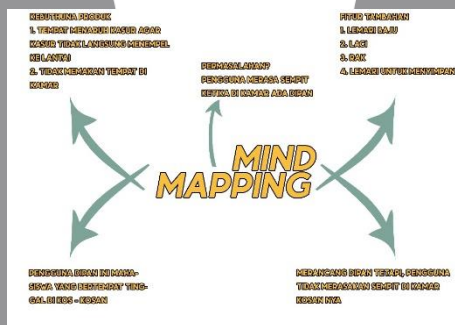 KEBUTHUNA PRODUK
1. TEMPAT MENARUH KASUR AGAR
KASUR TIDAK LANGSUNG MENEMPEL
KE LANTAI
2. TIDAK MEMAKAN TEMPAT DI
KAMAR
PERMASALAHAN?
PENGGUNA MERASA SEMPIT
KETIKA DI KAMAR ADA DIPAN
FITUR TAMBAHAN
1. LEMARI BAJU
2. LACI
3. RAK
4. LEMARI UNTUK MENYIMPAN
MIND
MAPPING
PENGGUNA DIPAN INI MAHA-
SISWA YANG BERTEMPAT TING-
GAL DI KOS - KOSAN
MERANCANG DIPAN TETAPI, PENGGUNA
TIDAK MERASAKAN SEMPIT DI KAMAR
KOSAN NYA